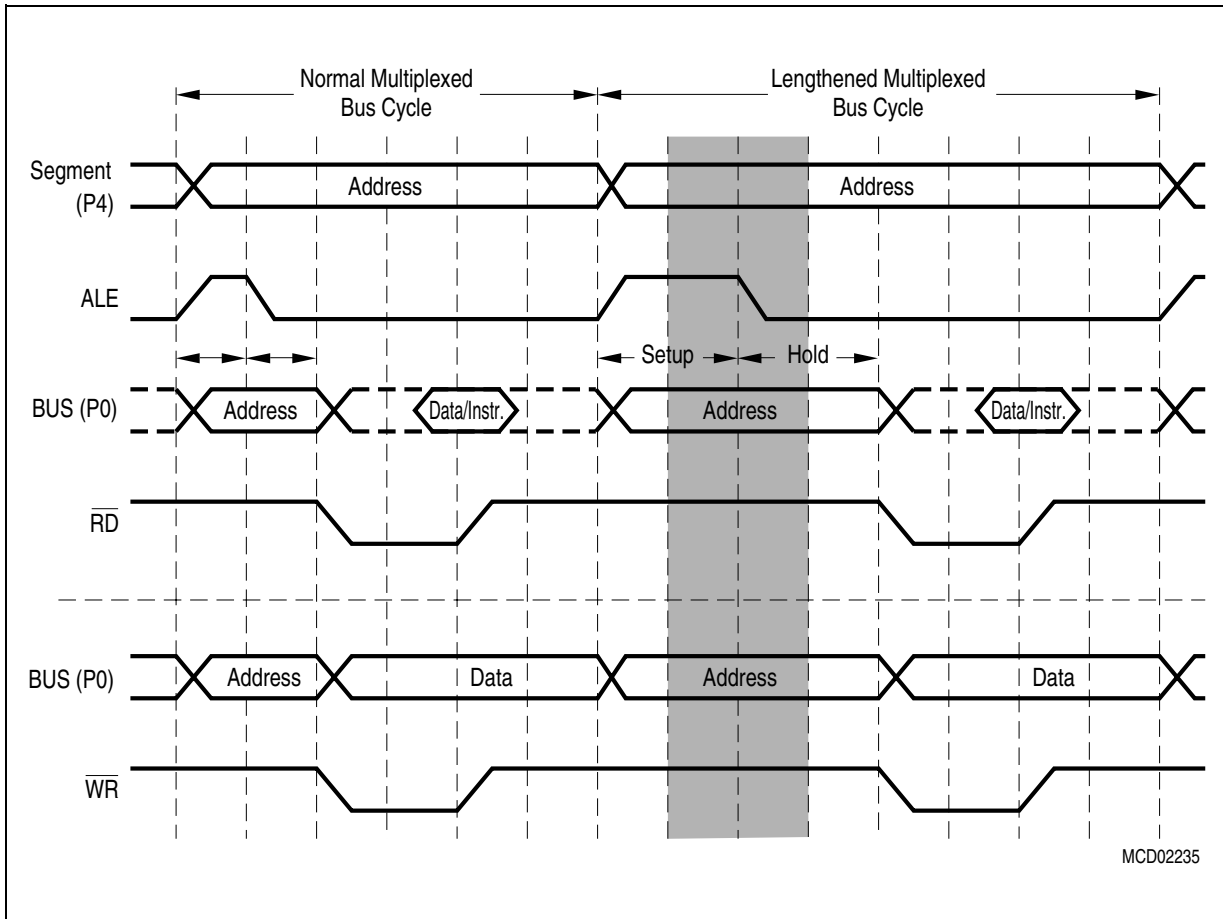 Normal Multiplexed
Bus Cycle
Lengthened Multiplexed
Bus Cycle
Segment
(P4)
Address
Address
ALE
Setup
Hold
BUS (P0)
Address
Data/Instr.
Address
Data/Instr.
RD
BUS (P0)
Address
Data
Address
Data
WR
MCD02235